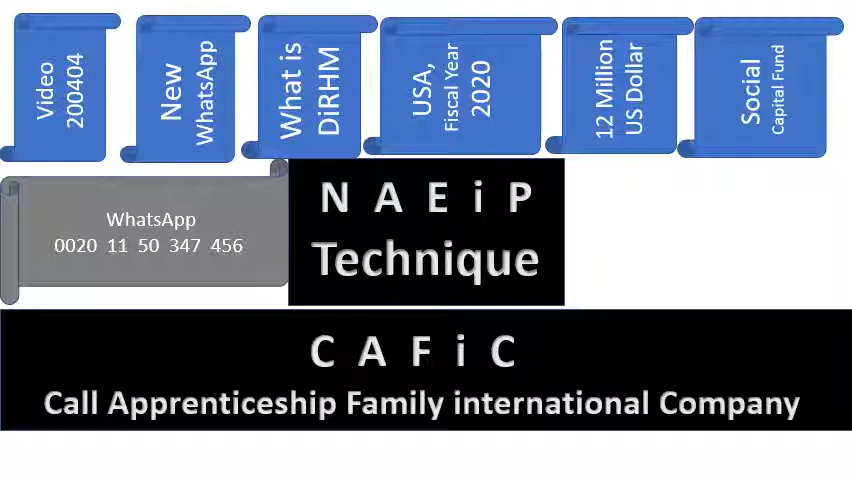 Video
200404
New
WhatsApp
What is
DiRHM
USA,
Fiscal Year
2020
12 Million
US Dollar
Social
Capital Fund
WhatsApp
0020 11 50 347 456
N A E i P
Technique
C A F i C
Call Apprenticeship Family international Company